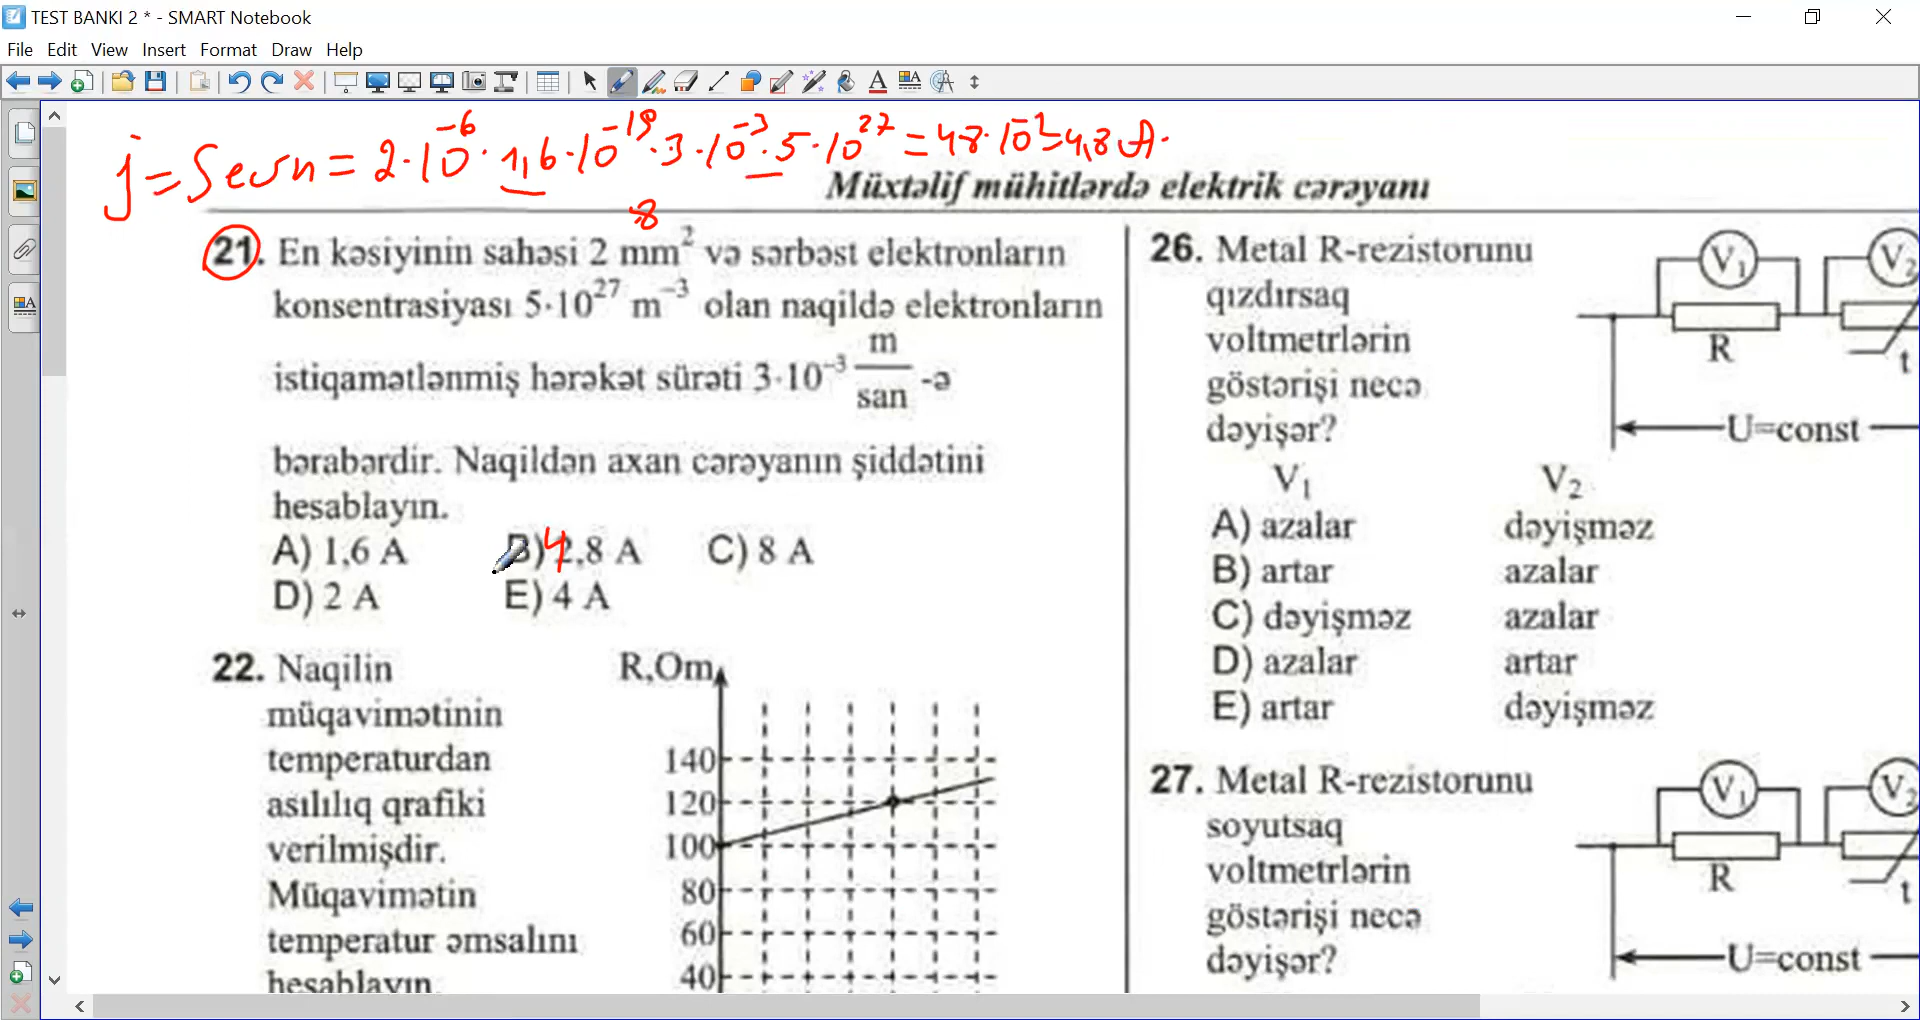 TEST BANKI 2 * - SMART Notebook
File Edit View Insert Format Draw Help
j=Seϑn=2·10⁻⁶·1,6·10⁻¹⁹·3·10⁻³·5·10²⁷=48·10⁻¹=4,8 A·
8
Müxtəlif mühitlərdə elektrik cərəyanı
21. En kəsiyinin sahəsi 2 mm² və sərbəst elektronların
konsentrasiyası 5·10²⁷ m⁻³ olan naqildə elektronların
istiqamətlənmiş hərəkət sürəti 3·10⁻³ m/san -ə
bərabərdir. Naqildən axan cərəyanın şiddətini
hesablayın.
A) 1,6 A B) 4,8 A C) 8 A
D) 2 A E) 4 A
22. Naqilin
müqavimətinin
temperaturdan
asılılıq qrafiki
verilmişdir.
Müqavimətin
temperatur əmsalını
hesablayın.
R,Om
140
120
100
80
60
40
26. Metal R-rezistorunu
qızdırsaq
voltmetrlərin
göstərişi necə
dəyişər?
V₁ V₂
R t
U=const
V₁ V₂
A) azalar dəyişməz
B) artar azalar
C) dəyişməz azalar
D) azalar artar
E) artar dəyişməz
27. Metal R-rezistorunu
soyutsaq
voltmetrlərin
göstərişi necə
dəyişər?
V₁ V₂
R t
U=const